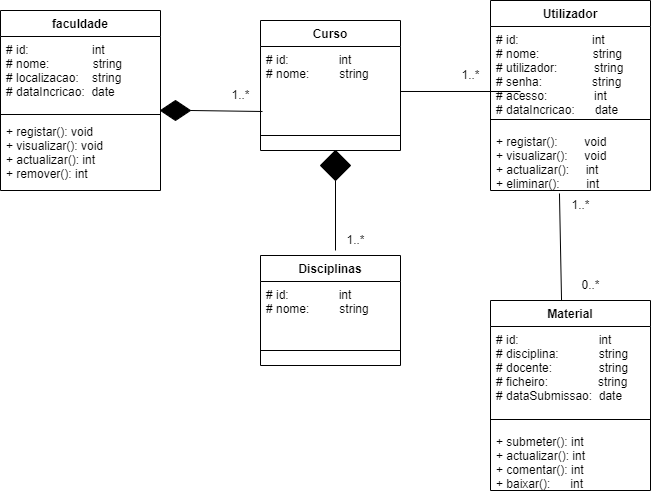 faculdade
# id: int
# nome: string
# localizacao: string
# dataIncricao: date
+ registar(): void
+ visualizar(): void
+ actualizar(): int
+ remover(): int
1..*
Curso
# id: int
# nome: string
1..*
Disciplinas
# id: int
# nome: string
1..*
Utilizador
# id: int
# nome: string
# utilizador: string
# senha: string
# acesso: int
# dataIncricao: date
+ registar(): void
+ visualizar(): void
+ actualizar(): int
+ eliminar(): int
1..*
0..*
Material
# id: int
# disciplina: string
# docente: string
# ficheiro: string
# dataSubmissao: date
+ submeter(): int
+ actualizar(): int
+ comentar(): int
+ baixar(): int